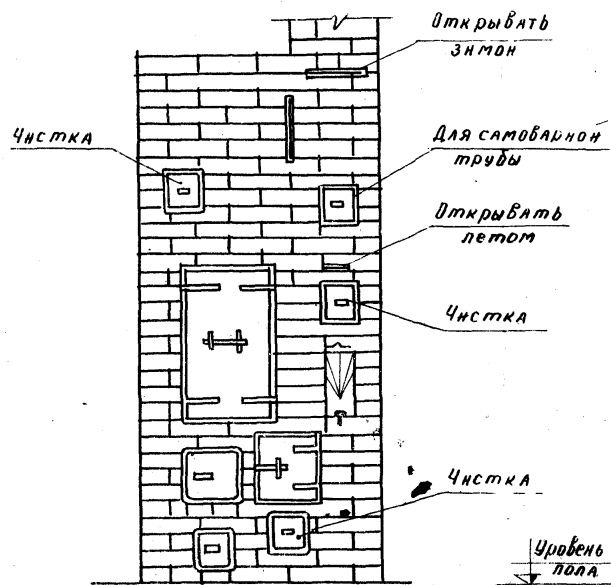 Открывать
зимой
Чистка
Для самоварной
трубы
Открывать
летом
Чистка
Чистка
Уровень
пола